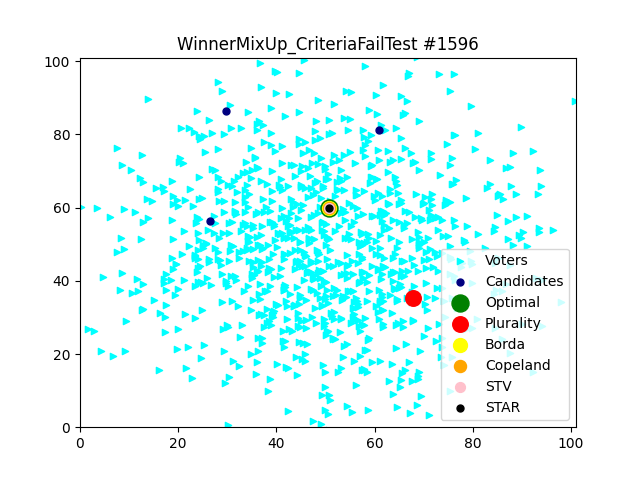 WinnerMixUp_CriteriaFailTest #1596
100
80
60
40
20
0
0 20 40 60 80 100
Voters
Candidates
Optimal
Plurality
Borda
Copeland
STV
STAR